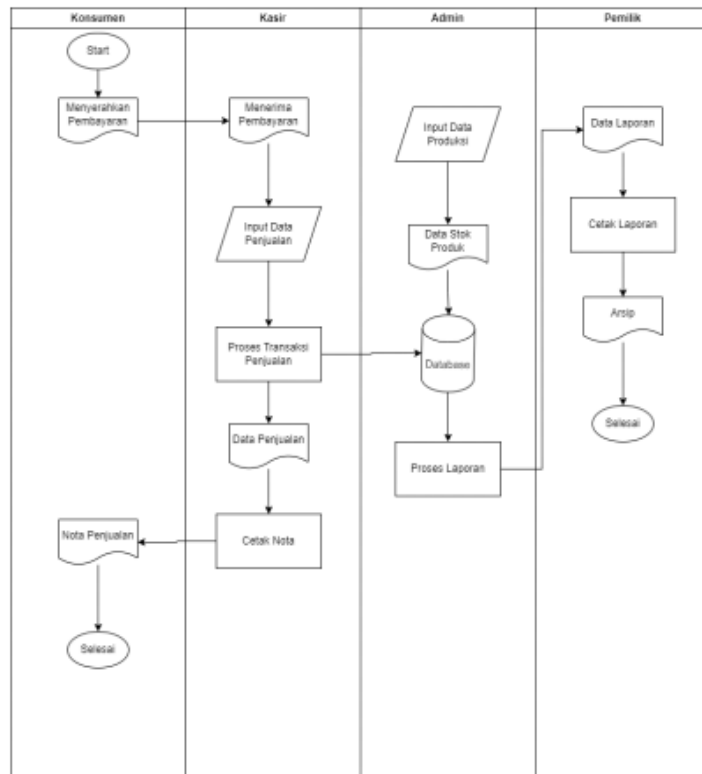 Konsumen
Kasir
Admin
Pemilik
Start
Menyerahkan
Pembayaran
Menerima
Pembayaran
Input Data
Produksi
Data Laporan
Input Data
Penjualan
Data Stok
Produk
Cetak Laporan
Arsip
Proses Transaksi
Penjualan
Database
Selesai
Data Penjualan
Proses Laporan
Nota Penjualan
Cetak Nota
Selesai